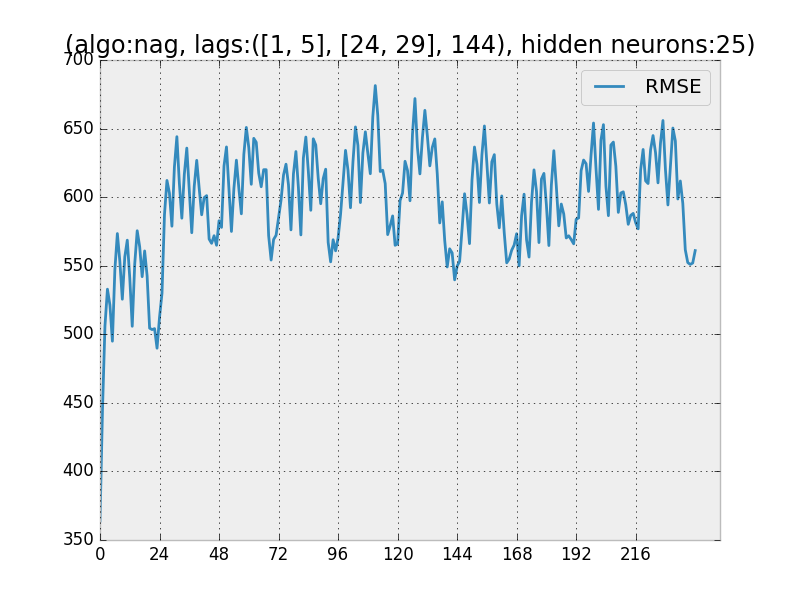 (algo:nag, lags:([1, 5], [24, 29], 144), hidden neurons:25)
700
RMSE
650
600
550
500
450
400
350
0 24 48 72 96 120 144 168 192 216